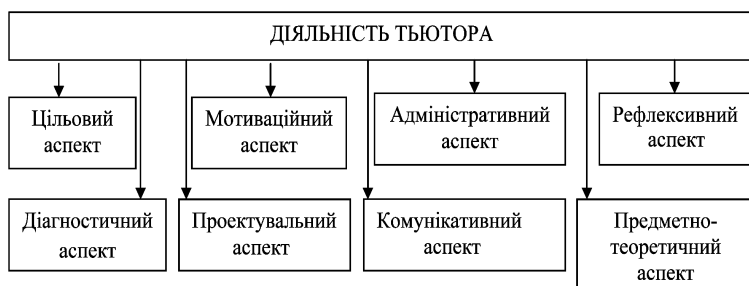 ДІЯЛЬНІСТЬ ТЬЮТОРА
Цільовий
аспект
Мотиваційний
аспект
Адміністративний
аспект
Рефлексивний
аспект
Діагностичний
аспект
Проектувальний
аспект
Комунікативний
аспект
Предметно-
теоретичний
аспект